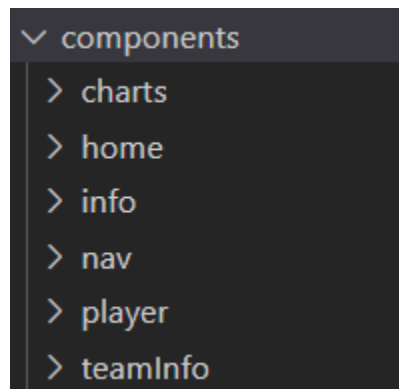 components
charts
home
info
nav
player
teamInfo